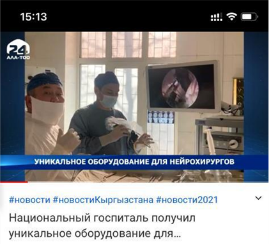 15:13
24
АЛА-ТОО
УНИКАЛЬНОЕ ОБОРУДОВАНИЕ ДЛЯ НЕЙРОХИРУРГОВ
#новости #новостиКыргызстана #новости2021
Национальный госпиталь получил
уникальное оборудование для...